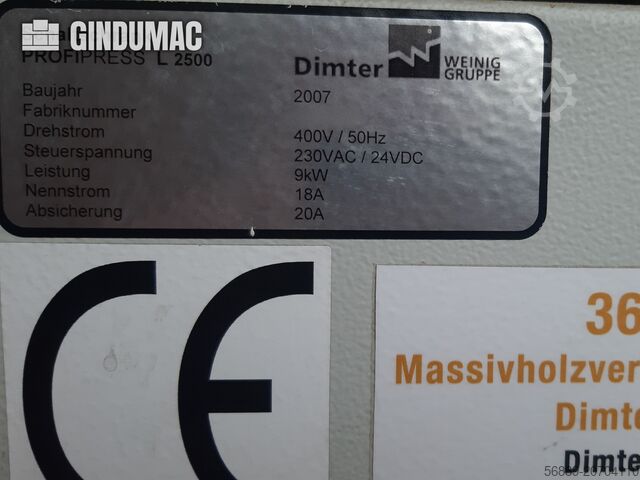 GINDUMAC
PROFIPRESS L 2500
Dimter WEINIG GRUPPE
Baujahr 2007
Fabriknummer
Drehstrom 400V / 50Hz
Steuerspannung 230VAC / 24VDC
Leistung 9kW
Nennstrom 18A
Absicherung 20A
CE
36
Massivholzver
Dimte
Dimte